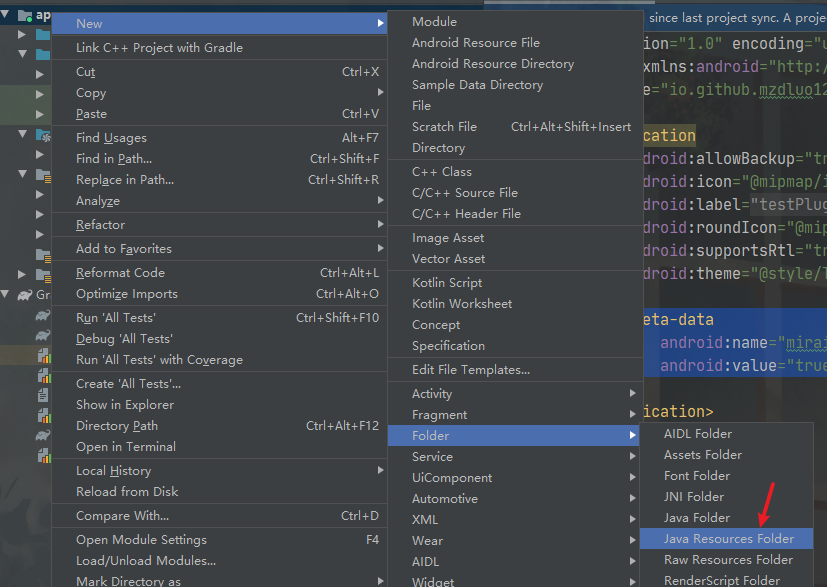 ap
Gr
New
Link C++ Project with Gradle
Cut Ctrl+X
Copy
Paste Ctrl+V
Find Usages Alt+F7
Find in Path... Ctrl+Shift+F
Replace in Path... Ctrl+Shift+R
Analyze
Refactor
Add to Favorites
Reformat Code Ctrl+Alt+L
Optimize Imports Ctrl+Alt+O
Run 'All Tests' Ctrl+Shift+F10
Debug 'All Tests'
Run 'All Tests' with Coverage
Create 'All Tests'...
Show in Explorer
Directory Path Ctrl+Alt+F12
Open in Terminal
Local History
Reload from Disk
Compare With... Ctrl+D
Open Module Settings F4
Load/Unload Modules...
Mark Directory as
Module
Android Resource File
Android Resource Directory
Sample Data Directory
File
Scratch File Ctrl+Alt+Shift+Insert
Directory
C++ Class
C/C++ Source File
C/C++ Header File
Image Asset
Vector Asset
Kotlin Script
Kotlin Worksheet
Concept
Specification
Edit File Templates...
Activity
Fragment
Folder
Service
UiComponent
Automotive
XML
Wear
AIDL
Widget
AIDL Folder
Assets Folder
Font Folder
JNI Folder
Java Folder
Java Resources Folder
Raw Resources Folder
RenderScript Folder
since last project sync. A proje
ion="1.0" encoding="u
xmlns:android="http:/
e="io.github.mzdluo12
cation
droid:allowBackup="tr
droid:icon="@mipmap/i
droid:label="testPlug
droid:roundIcon="@mip
droid:supportsRtl="tr
droid:theme="@style/T
eta-data
android:name="mirai
android:value="true
ication>